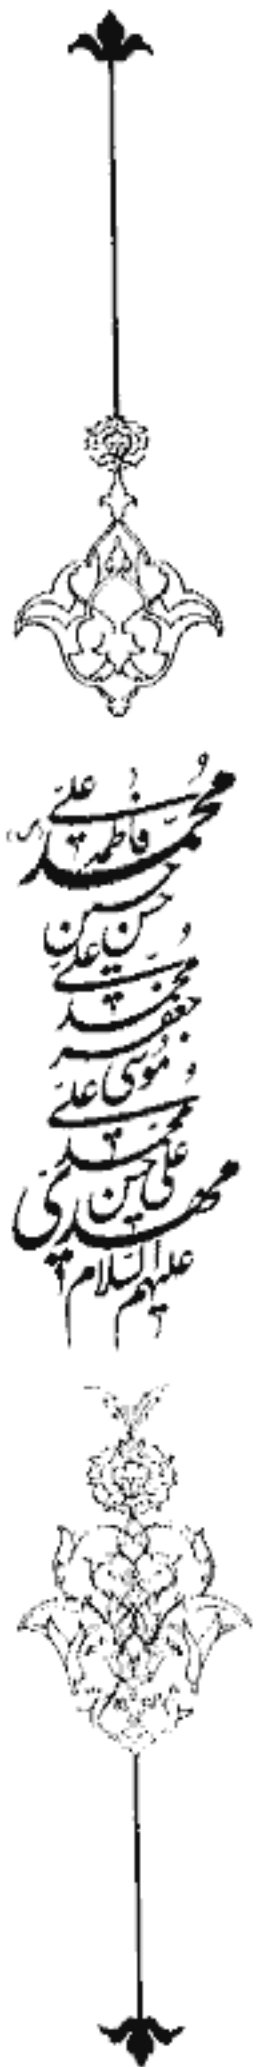 محمد علی
فاطمه
حسن حسین
علی
محمد
جعفر
موسی علی
محمد
علی حسن
مهدی
علیهم السلام